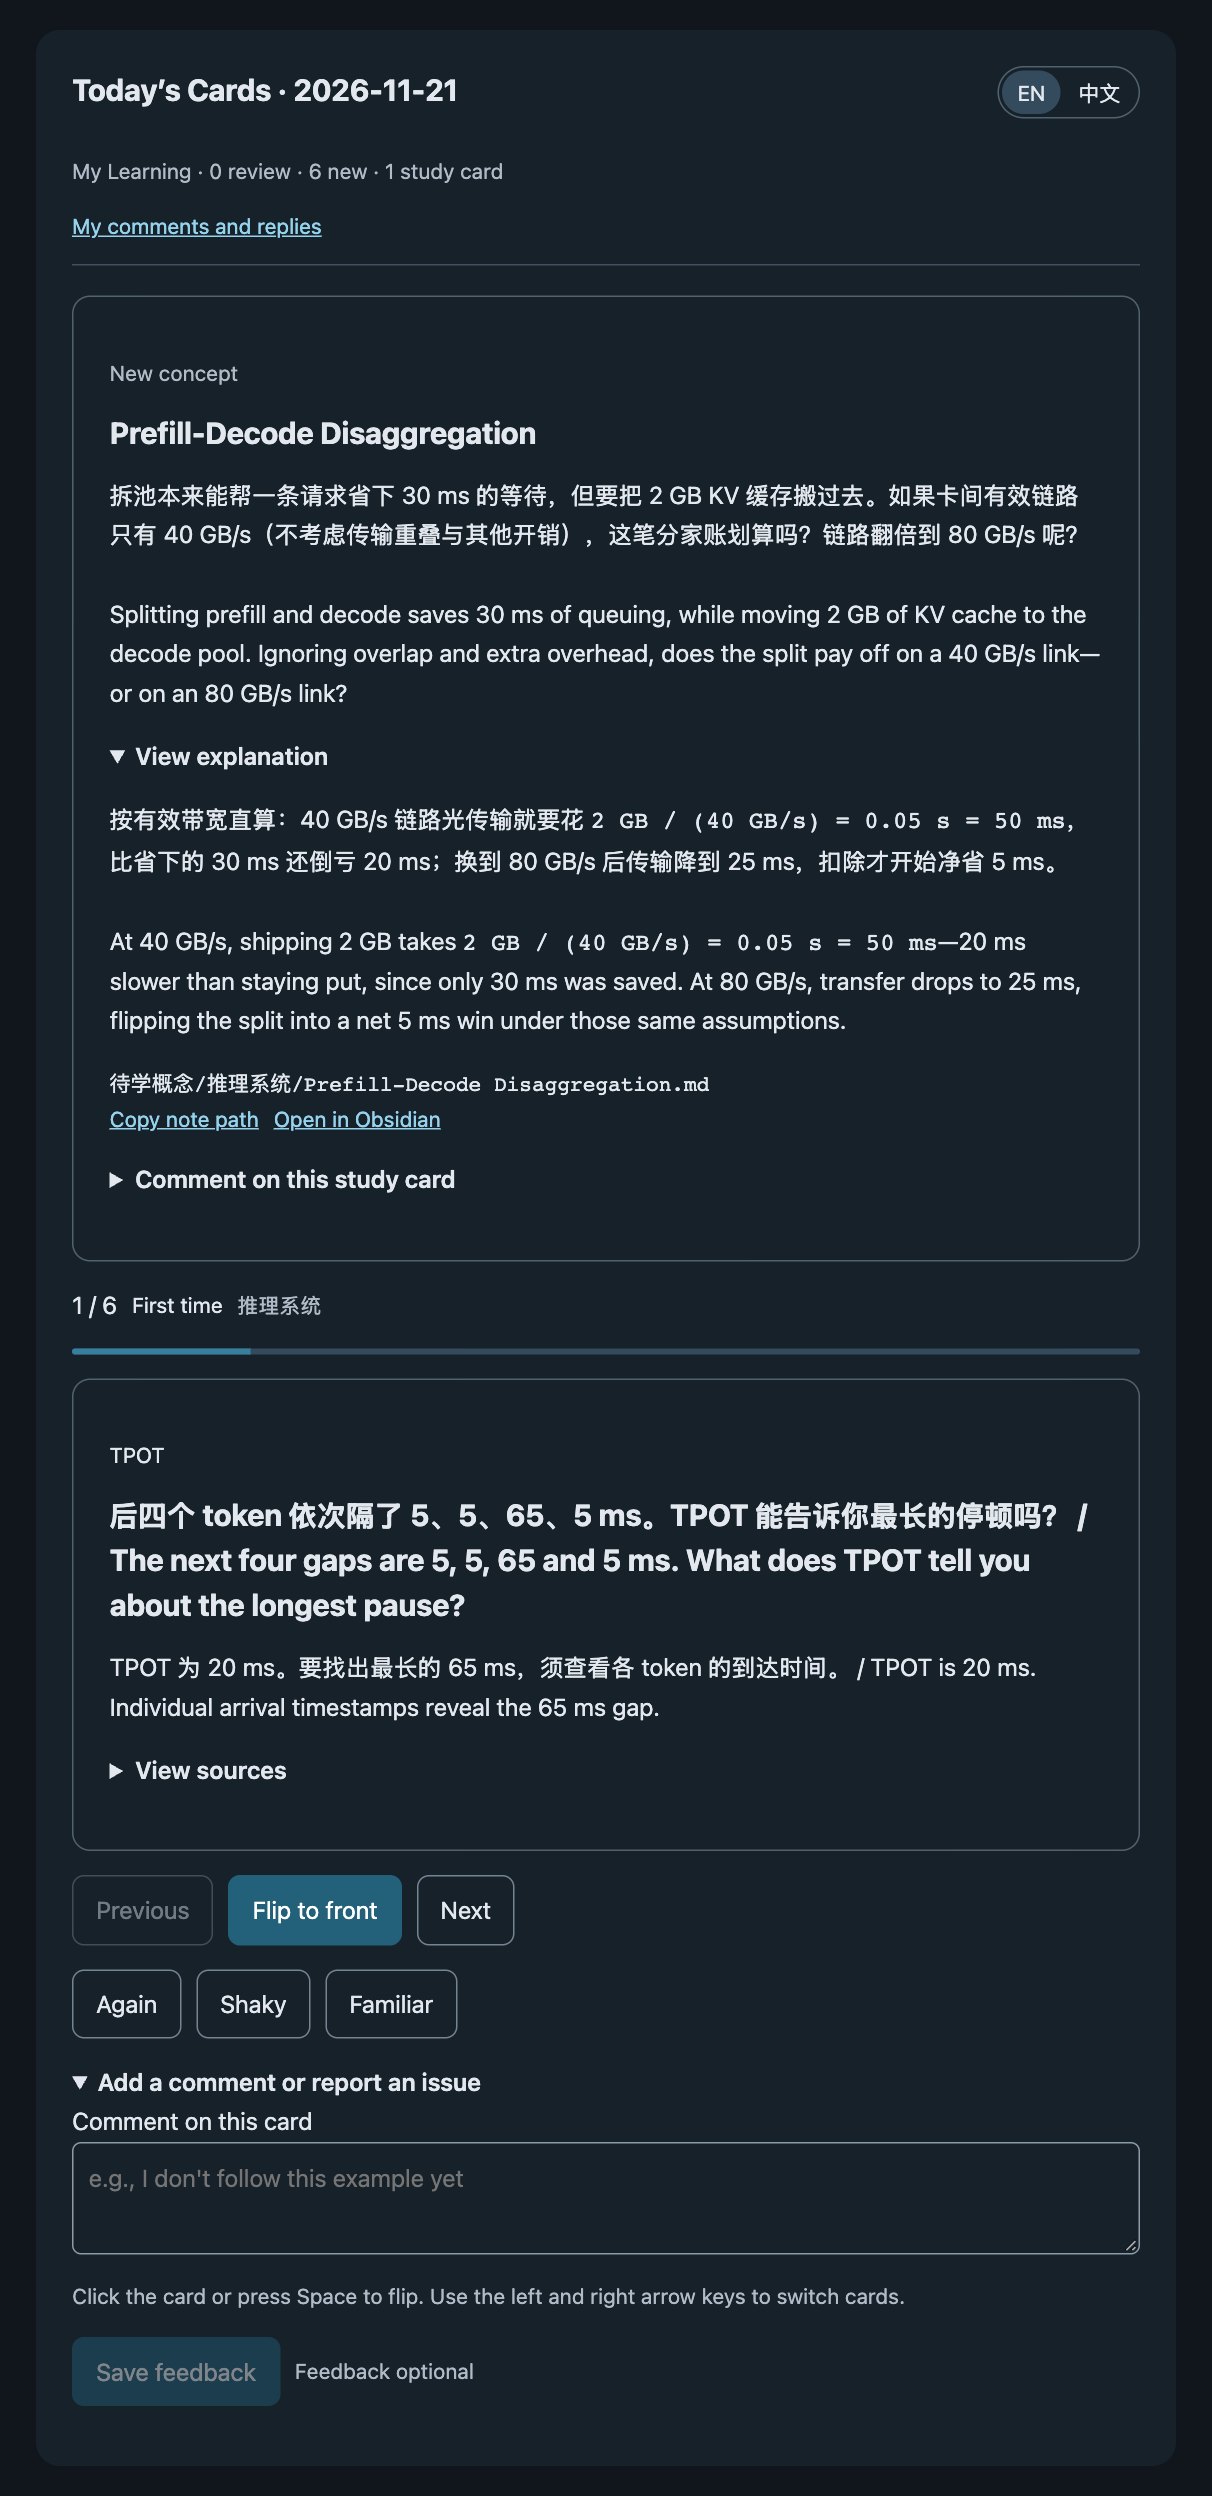 Today’s Cards · 2026-11-21
EN 中文
My Learning · 0 review · 6 new · 1 study card
My comments and replies
New concept
Prefill-Decode Disaggregation
拆池本来能帮一条请求省下 30 ms 的等待，但要把 2 GB KV 缓存搬过去。如果卡间有效链路
只有 40 GB/s（不考虑传输重叠与其他开销），这笔分家账划算吗？链路翻倍到 80 GB/s 呢？
Splitting prefill and decode saves 30 ms of queuing, while moving 2 GB of KV cache to the
decode pool. Ignoring overlap and extra overhead, does the split pay off on a 40 GB/s link—
or on an 80 GB/s link?
▼ View explanation
按有效带宽直算：40 GB/s 链路光传输就要花 2 GB / (40 GB/s) = 0.05 s = 50 ms，
比省下的 30 ms 还倒亏 20 ms；换到 80 GB/s 后传输降到 25 ms，扣除才开始净省 5 ms。
At 40 GB/s, shipping 2 GB takes 2 GB / (40 GB/s) = 0.05 s = 50 ms—20 ms
slower than staying put, since only 30 ms was saved. At 80 GB/s, transfer drops to 25 ms,
flipping the split into a net 5 ms win under those same assumptions.
待学概念/推理系统/Prefill-Decode Disaggregation.md
Copy note path Open in Obsidian
▶ Comment on this study card
1 / 6 First time 推理系统
TPOT
后四个 token 依次隔了 5、5、65、5 ms。TPOT 能告诉你最长的停顿吗？ /
The next four gaps are 5, 5, 65 and 5 ms. What does TPOT tell you
about the longest pause?
TPOT 为 20 ms。要找出最长的 65 ms，须查看各 token 的到达时间。 / TPOT is 20 ms.
Individual arrival timestamps reveal the 65 ms gap.
▶ View sources
Previous Flip to front Next
Again Shaky Familiar
▼ Add a comment or report an issue
Comment on this card
e.g., I don't follow this example yet
Click the card or press Space to flip. Use the left and right arrow keys to switch cards.
Save feedback Feedback optional